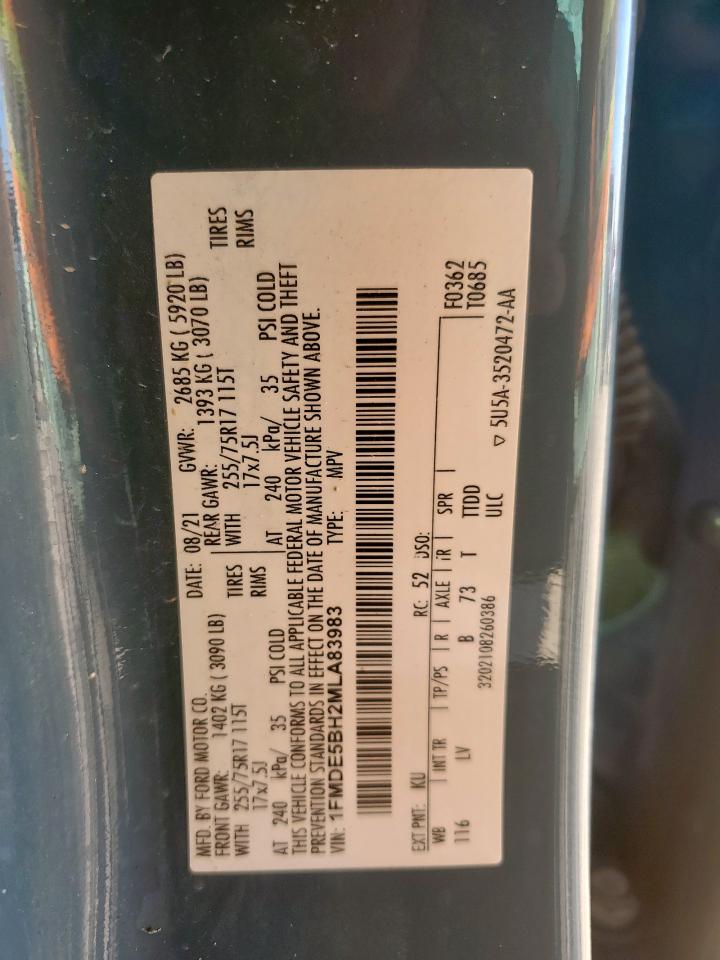 MFD. BY FORD MOTOR CO. DATE: 08/21 GVWR: 2685 KG ( 5920 LB)
FRONT GAWR: 1402 KG ( 3090 LB) REAR GAWR: 1393 KG ( 3070 LB)
WITH 255/75R17 115T TIRES WITH 255/75R17 115T TIRES
17x7.5J RIMS 17x7.5J RIMS
AT 240 kPa/ 35 PSI COLD AT 240 kPa/ 35 PSI COLD
THIS VEHICLE CONFORMS TO ALL APPLICABLE FEDERAL MOTOR VEHICLE SAFETY AND THEFT
PREVENTION STANDARDS IN EFFECT ON THE DATE OF MANUFACTURE SHOWN ABOVE.
VIN: 1FMDE5BH2MLA83983 TYPE: - MPV
EXT PNT: KU RC: 52 DSO: F0362
WB INT TR TP/PS R AXLE TR SPR T0685
116 LV B 73 T TTDD
3202108260386 ULC ▽ 5U5A-3520472-AA